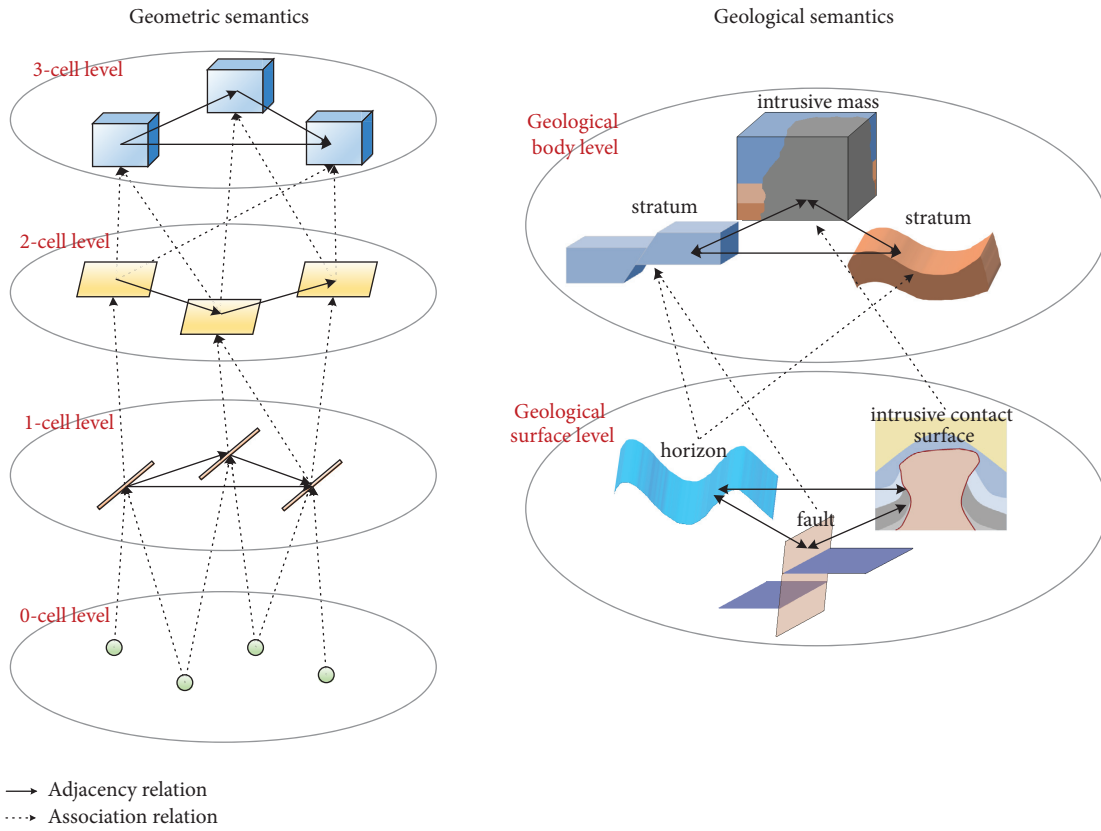 Geometric semantics
3-cell level
2-cell level
1-cell level
0-cell level
Adjacency relation
Association relation
Geological semantics
Geological
body level
intrusive mass
stratum
stratum
Geological
surface level
horizon
intrusive contact
surface
fault